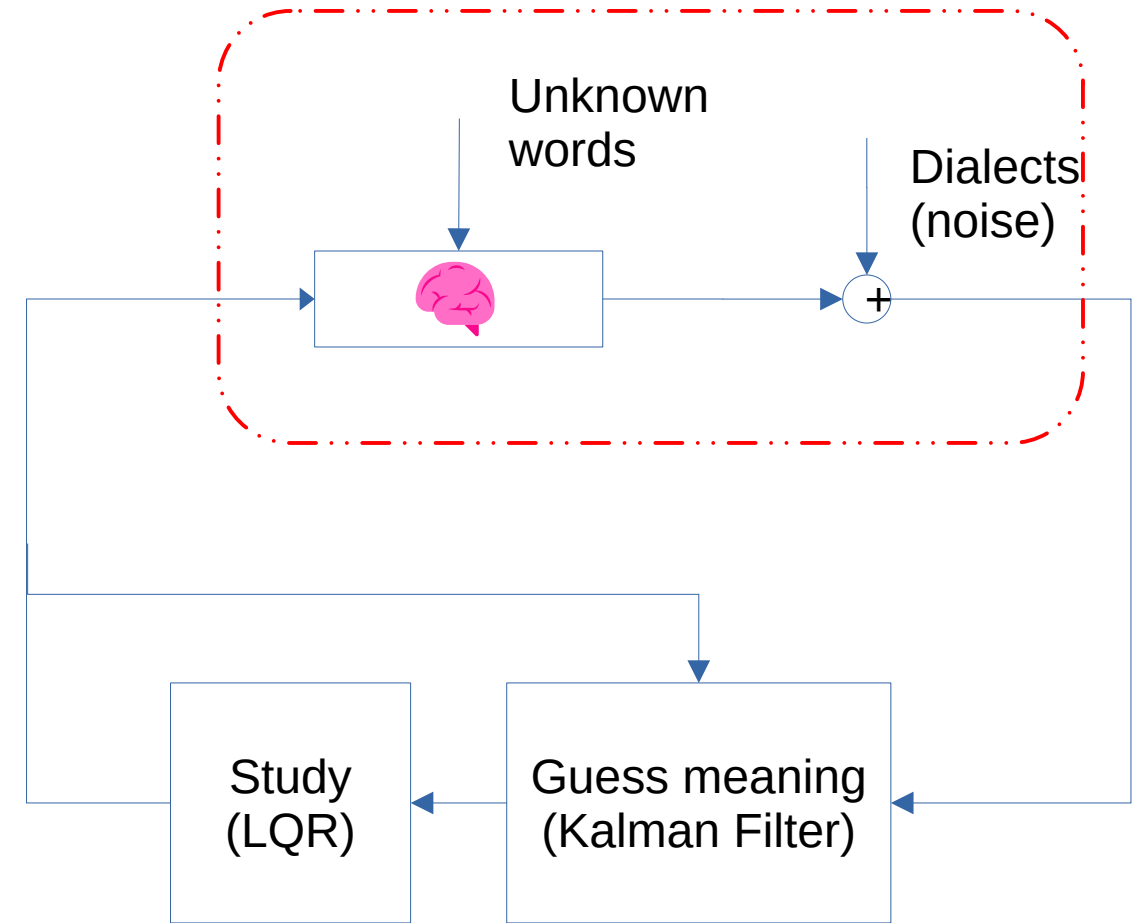 Unknown
words
Dialects
(noise)
+
Study
(LQR)
Guess meaning
(Kalman Filter)